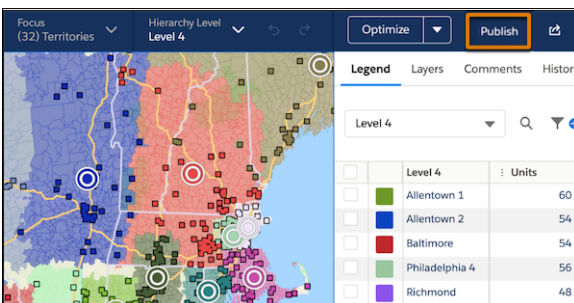 Focus
(32) Territories
Hierarchy Level
Level 4
Optimize
Publish
Legend Layers Comments Histor
Level 4
Level 4 Units
Allentown 1 60
Allentown 2 54
Baltimore 54
Philadelphia 4 56
Richmond 48